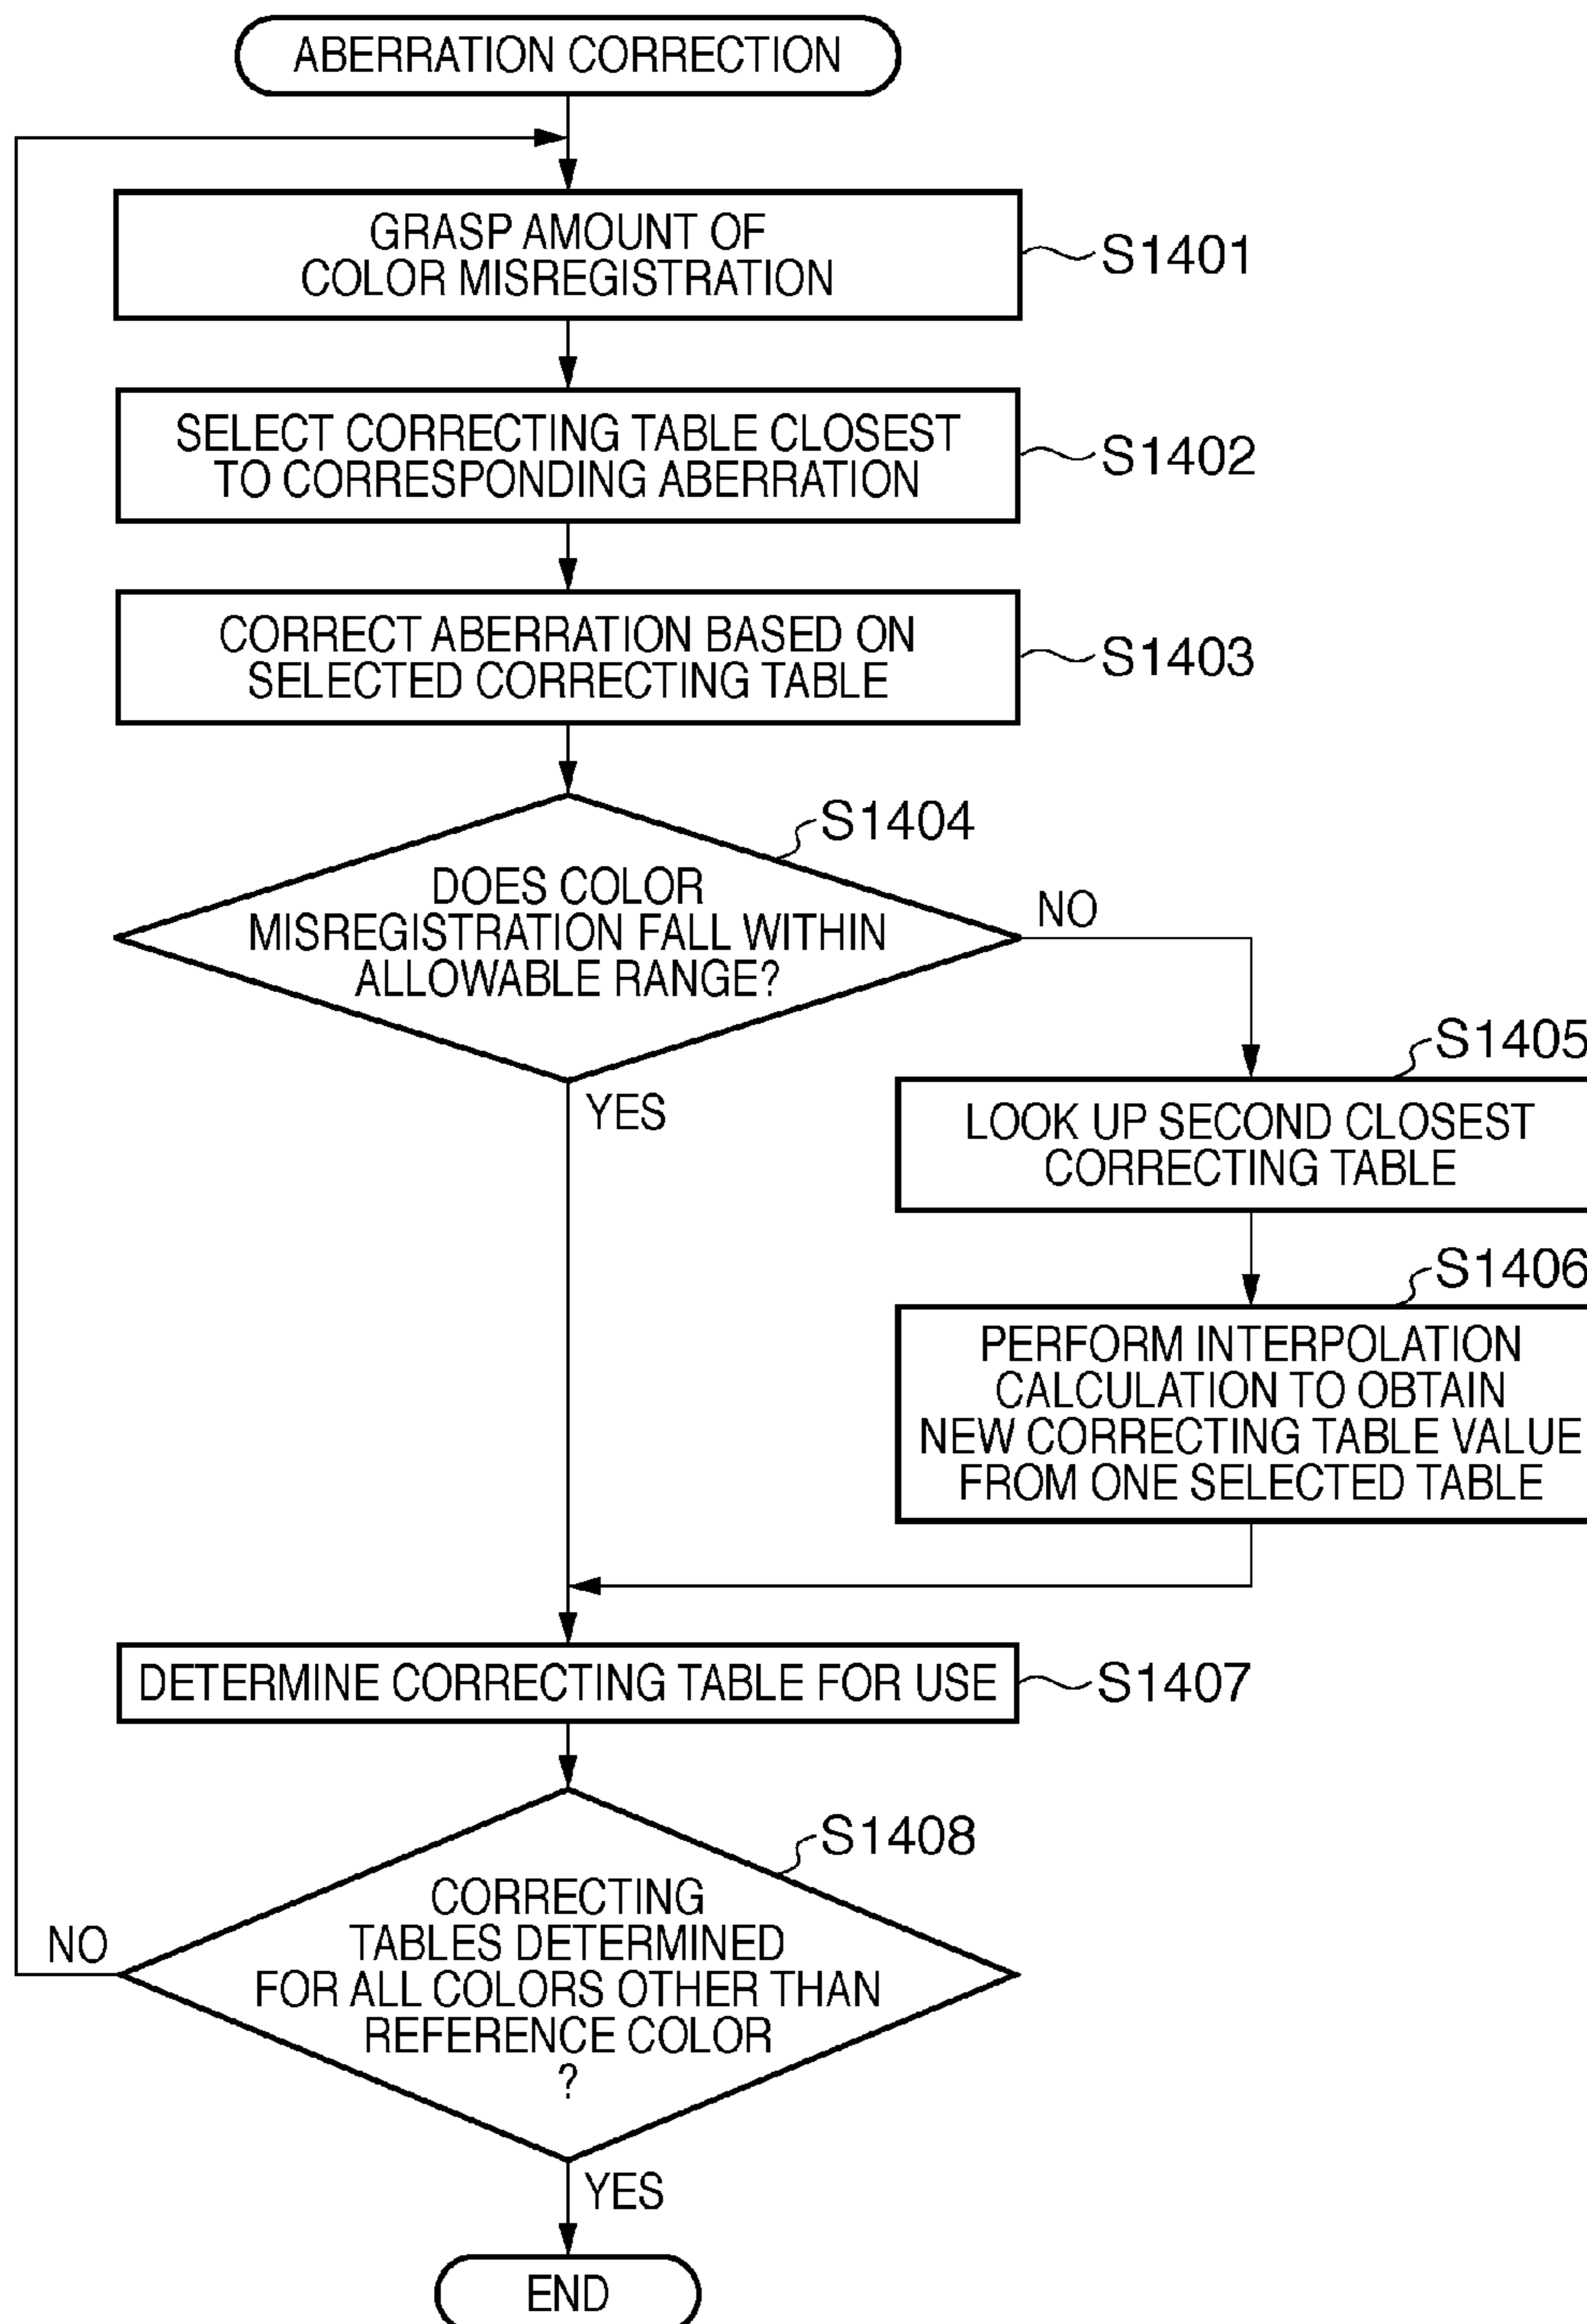 ABERRATION CORRECTION
GRASP AMOUNT OF
COLOR MISREGISTRATION
S1401
SELECT CORRECTING TABLE CLOSEST
TO CORRESPONDING ABERRATION
S1402
CORRECT ABERRATION BASED ON
SELECTED CORRECTING TABLE
S1403
S1404
DOES COLOR
MISREGISTRATION FALL WITHIN
ALLOWABLE RANGE?
NO
YES
S1405
LOOK UP SECOND CLOSEST
CORRECTING TABLE
S1406
PERFORM INTERPOLATION
CALCULATION TO OBTAIN
NEW CORRECTING TABLE VALUE
FROM ONE SELECTED TABLE
DETERMINE CORRECTING TABLE FOR USE
S1407
S1408
CORRECTING
TABLES DETERMINED
FOR ALL COLORS OTHER THAN
REFERENCE COLOR
?
NO
YES
END